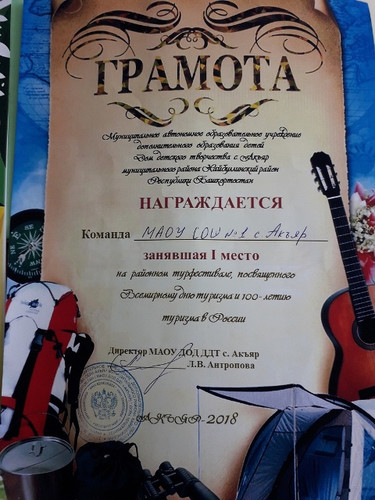 ГРАМОТА
Муниципальное автономное образовательное учреждение
дополнительного образования детей
Дом детского творчества с. Акъяр
муниципального района Хайбуллинский район
Республики Башкортостан
НАГРАЖДАЕТСЯ
Команда МАОУ СОШ №1 с. Акъяр
занявшая I место
на районном турфестивале, посвященного
Всемирному дню туризма и 100-летию
туризма в России
Директор МАОУ ДОД ДДТ с. Акъяр
Л.В. Антропова
АКЪЯР-2018